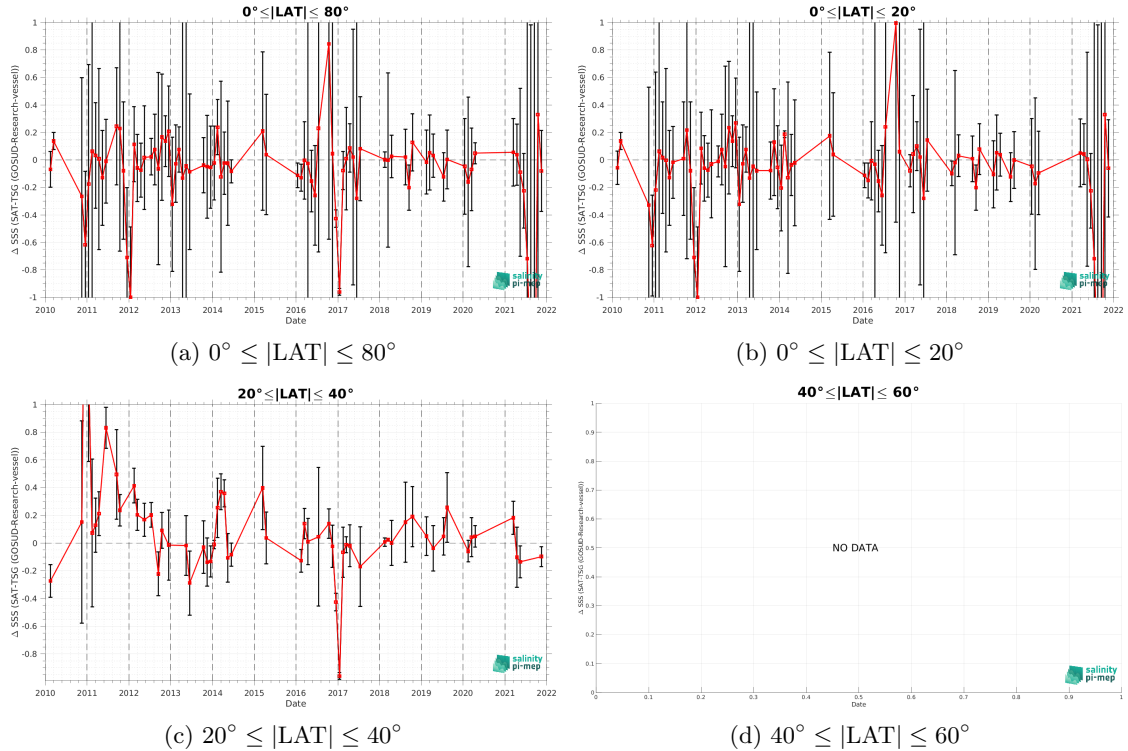 0°≤|LAT|≤ 80°
1
0.8
0.6
0.4
0.2
0
-0.2
-0.4
-0.6
-0.8
-1
Δ SSS (SAT-TSG (GOSUD-Research-vessel))
2010 2011 2012 2013 2014 2015 2016 2017 2018 2019 2020 2021 2022
Date
salinity
pi-mep
(a) 0° ≤ |LAT| ≤ 80°
0°≤|LAT|≤ 20°
1
0.8
0.6
0.4
0.2
0
-0.2
-0.4
-0.6
-0.8
-1
Δ SSS (SAT-TSG (GOSUD-Research-vessel))
2010 2011 2012 2013 2014 2015 2016 2017 2018 2019 2020 2021 2022
Date
salinity
pi-mep
(b) 0° ≤ |LAT| ≤ 20°
20°≤|LAT|≤ 40°
1
0.8
0.6
0.4
0.2
0
-0.2
-0.4
-0.6
-0.8
Δ SSS (SAT-TSG (GOSUD-Research-vessel))
2010 2011 2012 2013 2014 2015 2016 2017 2018 2019 2020 2021 2022
Date
salinity
pi-mep
(c) 20° ≤ |LAT| ≤ 40°
40°≤|LAT|≤ 60°
1
0.9
0.8
0.7
0.6
0.5
0.4
0.3
0.2
0.1
0
Δ SSS (SAT-TSG (GOSUD-Research-vessel))
NO DATA
0 0.1 0.2 0.3 0.4 0.5 0.6 0.7 0.8 0.9 1
Date
salinity
pi-mep
(d) 40° ≤ |LAT| ≤ 60°